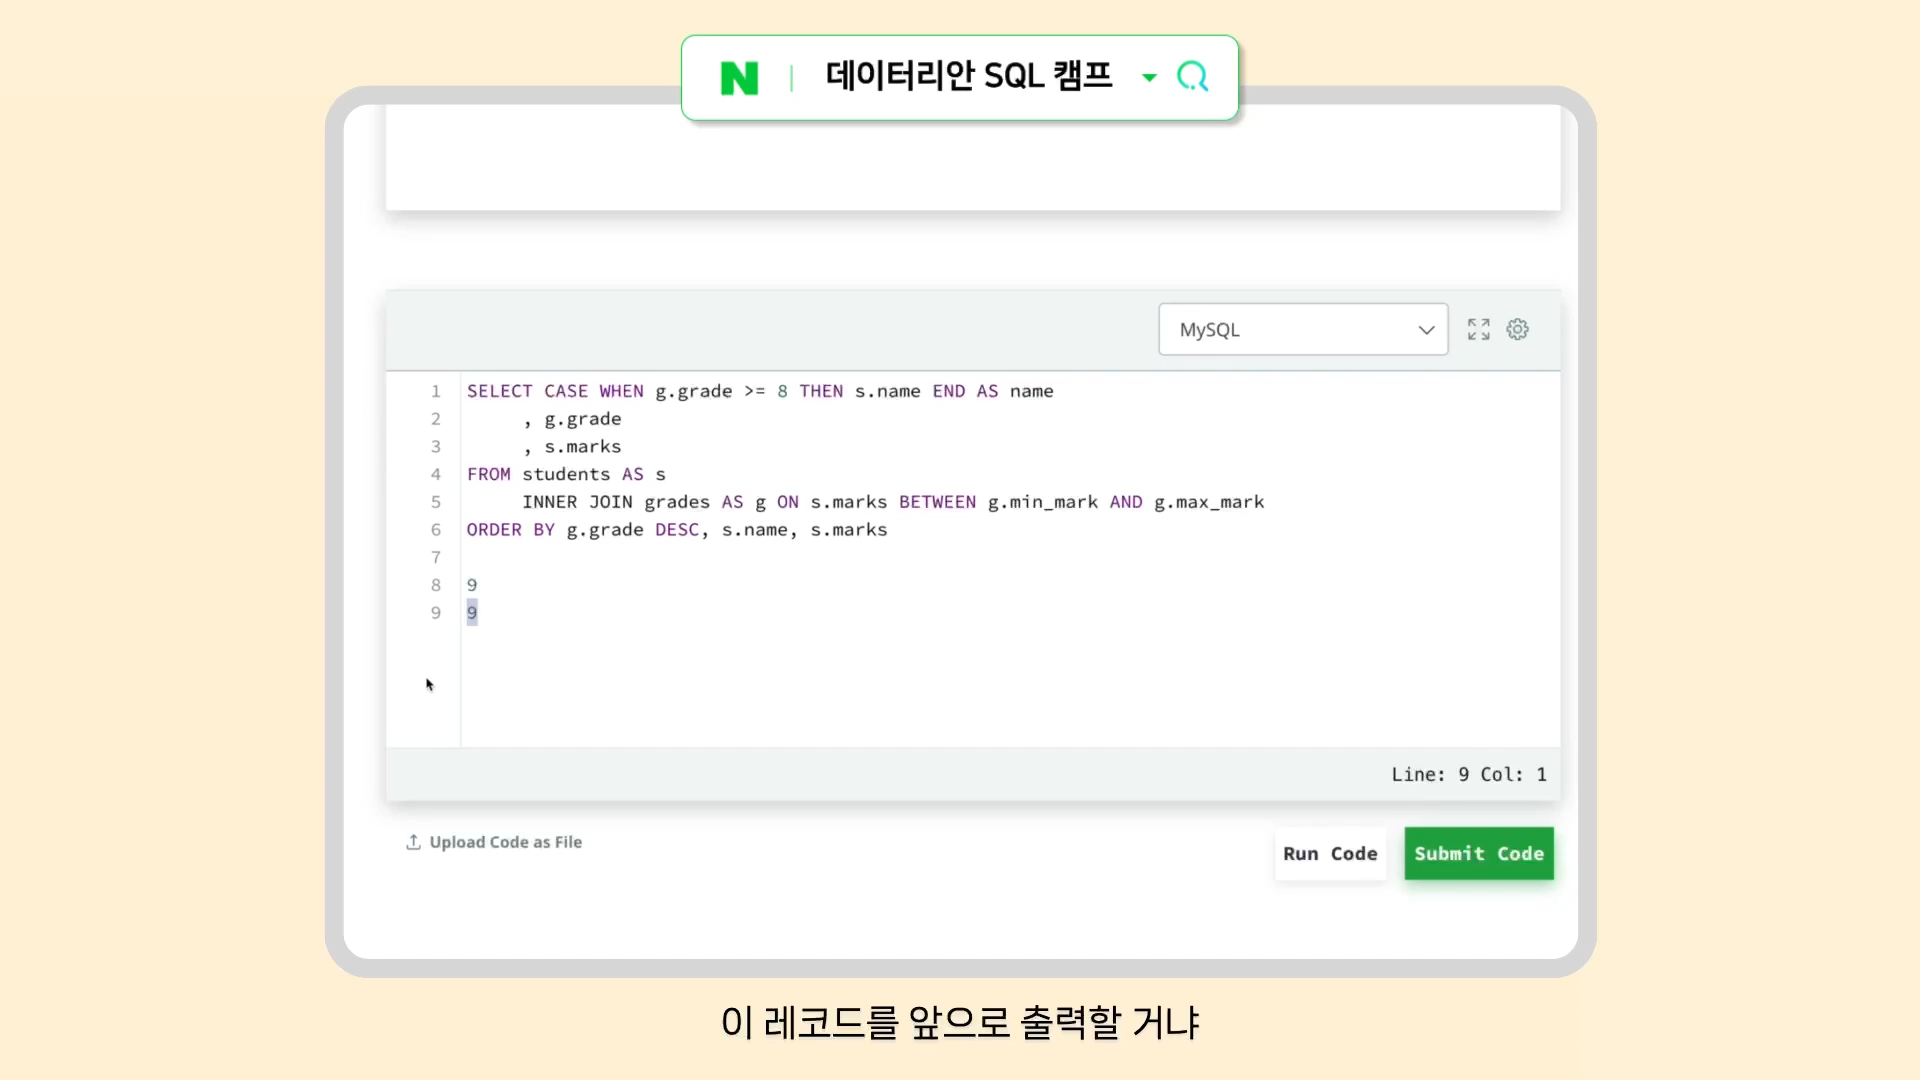 N | 데이터리안 SQL 캠프
MySQL
1 SELECT CASE WHEN g.grade >= 8 THEN s.name END AS name
2 , g.grade
3 , s.marks
4 FROM students AS s
5 INNER JOIN grades AS g ON s.marks BETWEEN g.min_mark AND g.max_mark
6 ORDER BY g.grade DESC, s.name, s.marks
7
8 9
9 9
Line: 9 Col: 1
Upload Code as File
Run Code
Submit Code
이 레코드를 앞으로 출력할 거냐